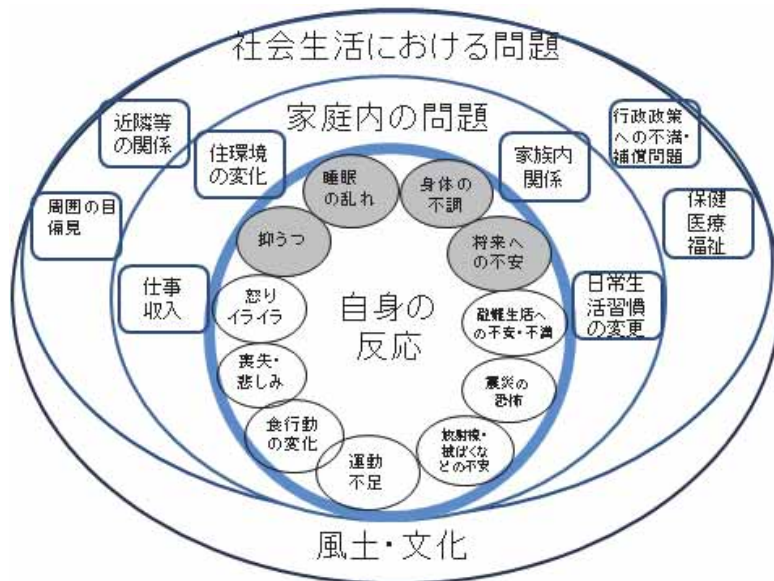 社会生活における問題
家庭内の問題
近隣等
の関係
住環境
の変化
行政政策
への不満・
補償問題
家族内
関係
周囲の目
偏見
保健
医療
福祉
仕事
収入
日常生
活習慣
の変更
睡眠
の乱れ
身体の
不調
抑うつ
将来へ
の不安
怒り
イライラ
避難生活へ
の不安・不満
喪失・
悲しみ
震災の
恐怖
食行動
の変化
放射線・
被ばくな
どの不安
運動
不足
自身の
反応
風土・文化